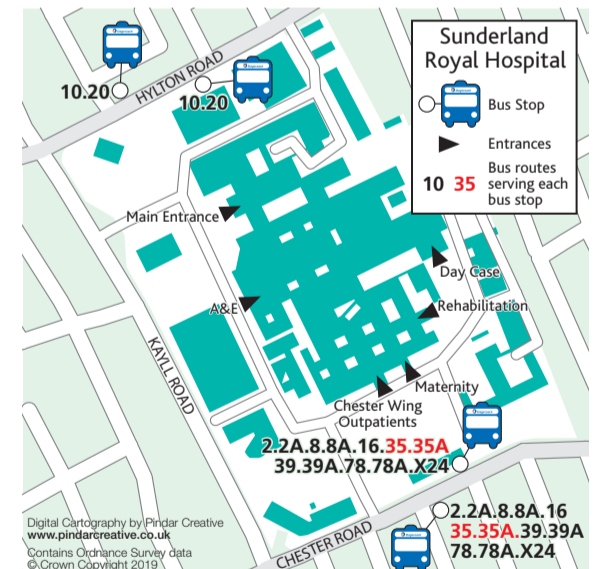 Sunderland
Royal Hospital
Bus Stop
Entrances
10 35
Bus routes
serving each
bus stop
10.20
HYLTON ROAD
10.20
Main Entrance
Day Case
A&E
Rehabilitation
KAYLL ROAD
Maternity
Chester Wing
Outpatients
2.2A.8.8A.16.35.35A
39.39A.78.78A.X24
2.2A.8.8A.16
35.35A.39.39A
78.78A.X24
CHESTER ROAD
Digital Cartography by Pindar Creative
www.pindarcreative.co.uk
Contains Ordnance Survey data
© Crown Copyright 2019